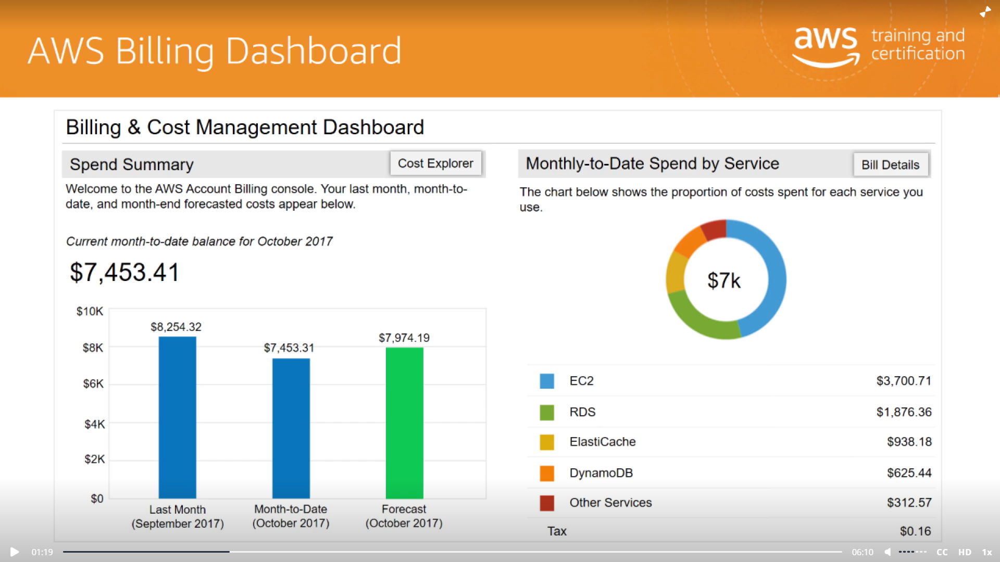 AWS Billing Dashboard
aws training and
certification
Billing & Cost Management Dashboard
Spend Summary
Cost Explorer
Welcome to the AWS Account Billing console. Your last month, month-to-
date, and month-end forecasted costs appear below.
Current month-to-date balance for October 2017
$7,453.41
$10K
$8K
$6K
$4K
$2K
$0
$8,254.32
$7,453.31
$7,974.19
Last Month
(September 2017)
Month-to-Date
(October 2017)
Forecast
(October 2017)
Monthly-to-Date Spend by Service
Bill Details
The chart below shows the proportion of costs spent for each service you
use.
$7k
EC2 $3,700.71
RDS $1,876.36
ElastiCache $938.18
DynamoDB $625.44
Other Services $312.57
Tax $0.16
01:19
06:10
CC
HD
1x